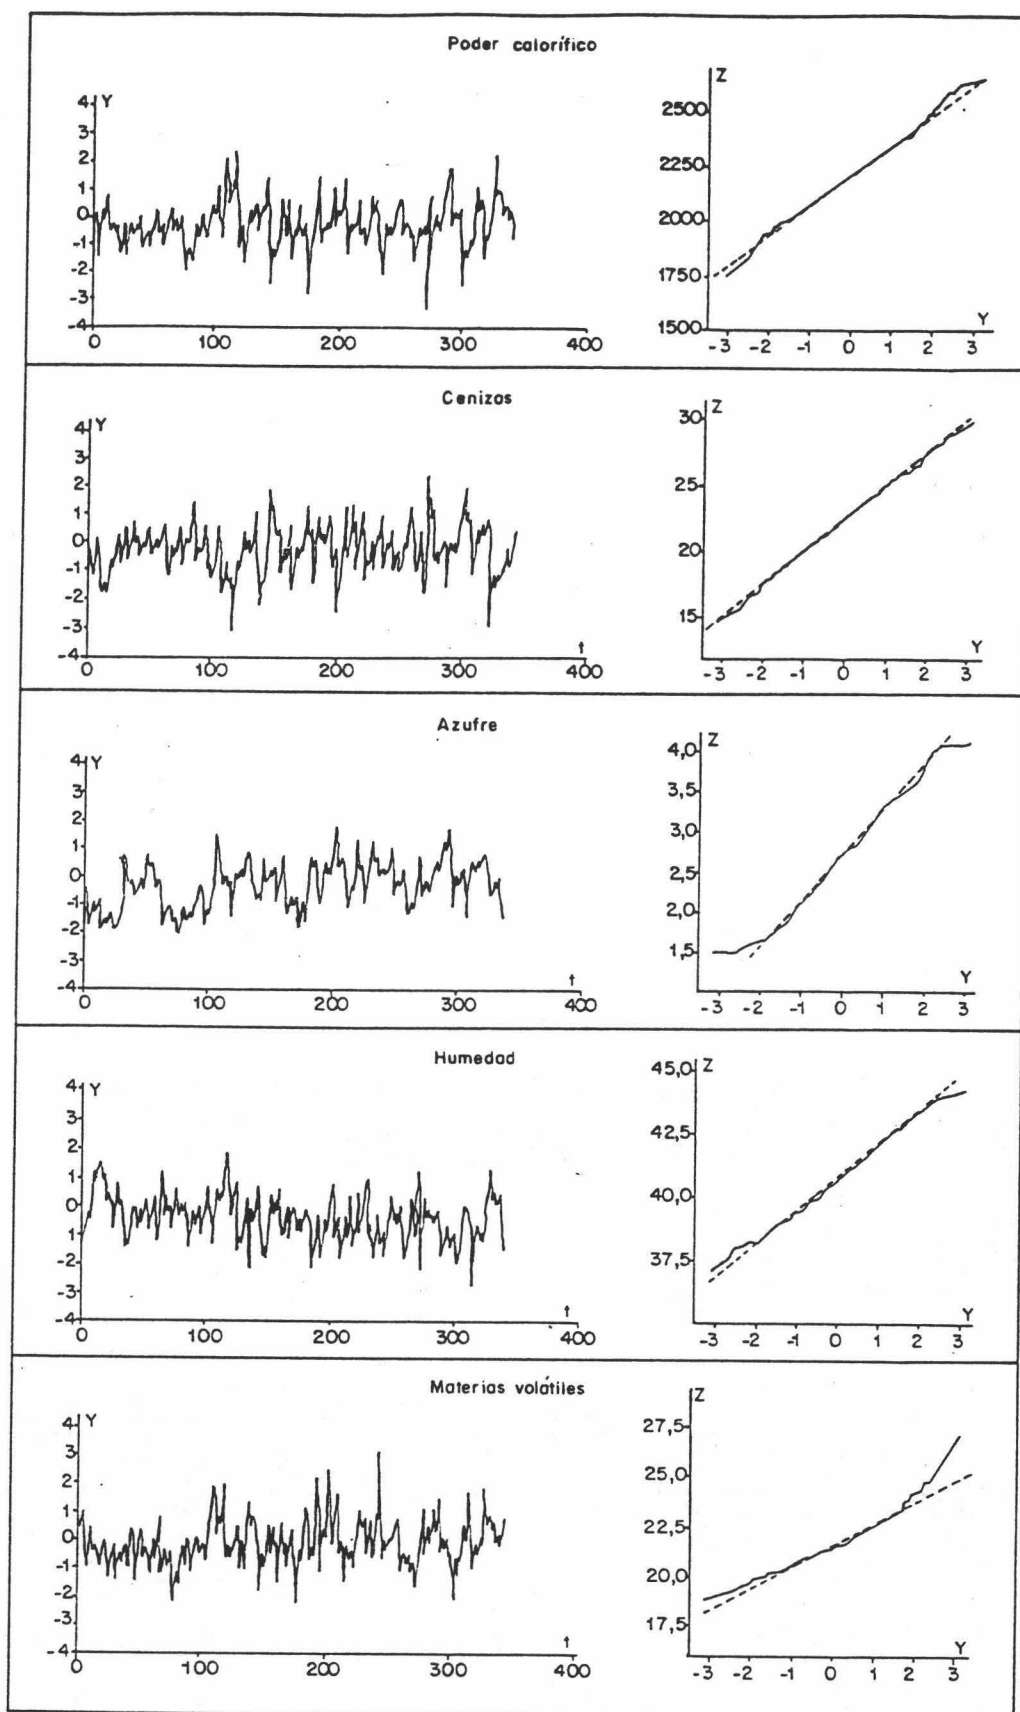 Poder calorífico
Y
4
3
2
1
0
-1
-2
-3
-4
0 100 200 300 400
Z
2500
2250
2000
1750
1500
Y
-3 -2 -1 0 1 2 3
Cenizas
Y
4
3
2
1
0
-1
-2
-3
-4
t
0 100 200 300 400
Z
30
25
20
15
Y
-3 -2 -1 0 1 2 3
Azufre
Y
4
3
2
1
0
-1
-2
-3
-4
t
0 100 200 300 400
Z
4,0
3,5
3,0
2,5
2,0
1,5
Y
-3 -2 -1 0 1 2 3
Humedad
Y
4
3
2
1
0
-1
-2
-3
-4
t
0 100 200 300 400
45,0 Z
42,5
40,0
37,5
Y
-3 -2 -1 0 1 2 3
Materias volátiles
Y
4
3
2
1
0
-1
-2
-3
-4
t
0 100 200 300 400
Z
27,5
25,0
22,5
20,0
17,5
Y
-3 -2 -1 0 1 2 3